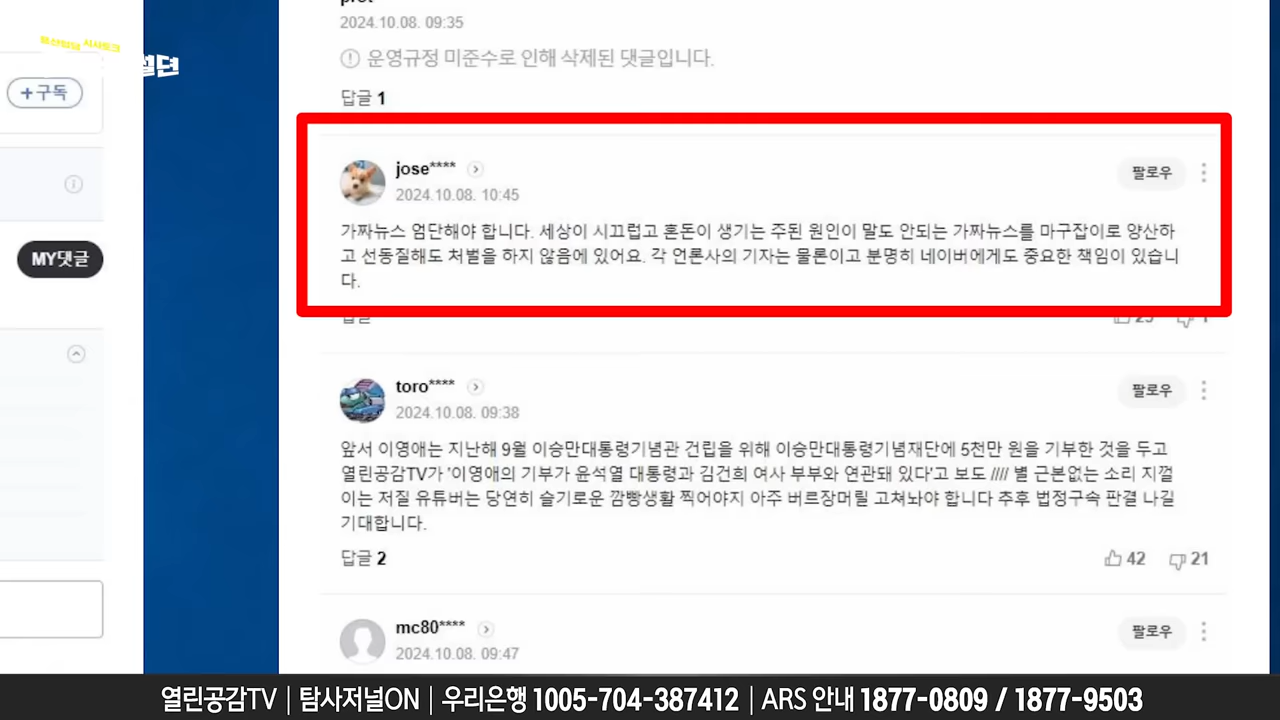 용산힙덜 시사토크
설던
+구독
MY댓글
2024.10.08. 09:35
운영규정 미준수로 인해 삭제된 댓글입니다.
답글 1
jose****
팔로우
2024.10.08. 10:45
가짜뉴스 엄단해야 합니다. 세상이 시끄럽고 혼돈이 생기는 주된 원인이 말도 안되는 가짜뉴스를 마구잡이로 양산하
고 선동질해도 처벌을 하지 않음에 있어요. 각 언론사의 기자는 물론이고 분명히 네이버에게도 중요한 책임이 있습니
다.
답글
toro****
팔로우
2024.10.08. 09:38
앞서 이영애는 지난해 9월 이승만대통령기념관 건립을 위해 이승만대통령기념재단에 5천만 원을 기부한 것을 두고
열린공감TV가 '이영애의 기부가 윤석열 대통령과 김건희 여사 부부와 연관돼 있다'고 보도 //// 별 근본없는 소리 지껄
이는 저질 유튜버는 당연히 슬기로운 깜빵생활 찍어야지 아주 버르장머릴 고쳐놔야 합니다 추후 법정구속 판결 나길
기대합니다.
답글 2
42
21
mc80****
팔로우
2024.10.08. 09:47
열린공감TV | 탐사저널ON | 우리은행 1005-704-387412 | ARS 안내 1877-0809 / 1877-9503